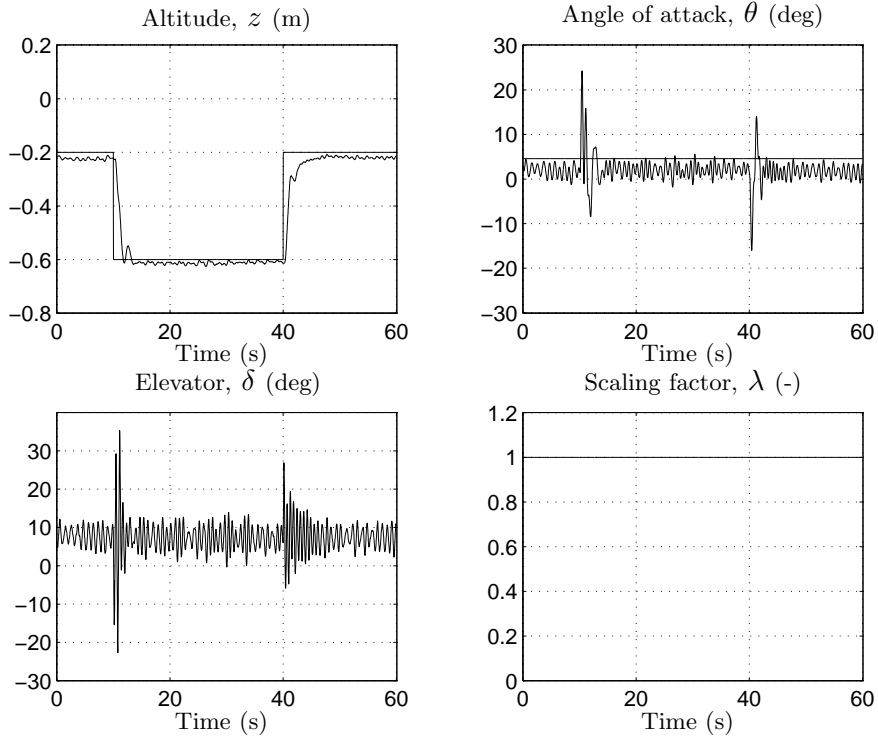 Altitude, z (m)
0.2
0
−0.2
−0.4
−0.6
−0.8
0 20 40 60
Time (s)
Angle of attack, θ (deg)
30
20
10
0
−10
−20
−30
0 20 40 60
Time (s)
Elevator, δ (deg)
30
20
10
0
−10
−20
−30
0 20 40 60
Time (s)
Scaling factor, λ (-)
1.2
1
0.8
0.6
0.4
0.2
0
0 20 40 60
Time (s)